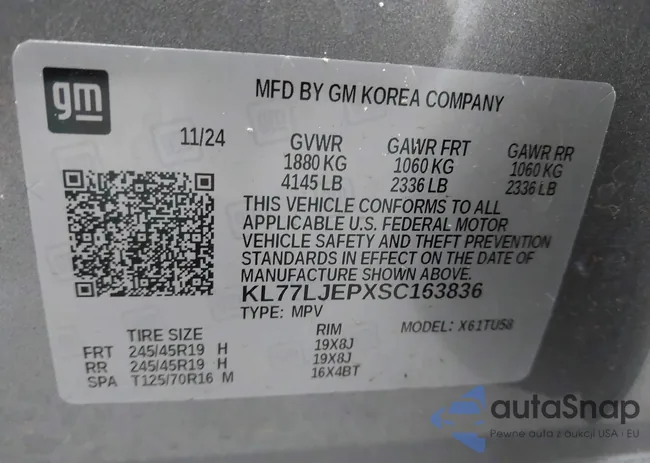 gm
MFD BY GM KOREA COMPANY
11/24
GVWR
GAWR FRT
GAWR RR
1880 KG
1060 KG
1060 KG
4145 LB
2336 LB
2336 LB
THIS VEHICLE CONFORMS TO ALL
APPLICABLE U.S. FEDERAL MOTOR
VEHICLE SAFETY AND THEFT PREVENTION
STANDARDS IN EFFECT ON THE DATE OF
MANUFACTURE SHOWN ABOVE.
KL77LJEPXSC163836
TYPE: MPV
MODEL: X61TU58
TIRE SIZE
RIM
FRT 245/45R19 H 19X8J
RR 245/45R19 H 19X8J
SPA T125/70R16 M 16X4BT
autaSnap
Pewne auta z aukcji USA i EU